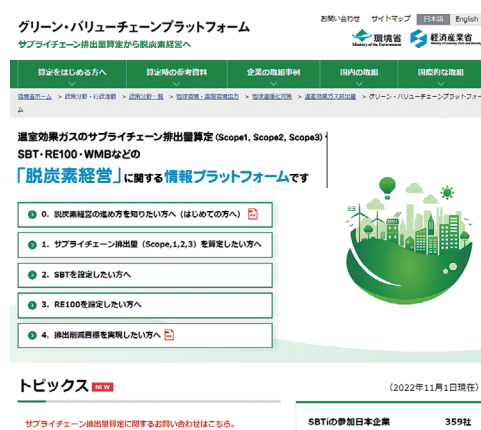 グリーン・バリューチェーンプラットフォーム
サプライチェーン排出量算定から脱炭素経営へ
お問い合わせ サイトマップ 日本語 English
環境省 経済産業省
Ministry of the Environment
算定をはじめる方へ 算定時の参考資料 企業の取組事例 国内の取組 国際的な取組
環境省ホーム > 政策分野・行政活動 > 政策分野一覧 > 地球環境・国際環境協力 > 地球温暖化対策 > 温室効果ガス排出量 > グリーン・バリューチェーンプラットフォー
ム
温室効果ガスのサプライチェーン排出量算定 (Scope1, Scope2, Scope3)
SBT・RE100・WMBなどの
「脱炭素経営」に関する情報プラットフォームです
0. 脱炭素経営の進め方を知りたい方へ (はじめての方へ)
1. サプライチェーン排出量 (Scope,1,2,3) を算定したい方へ
2. SBTを設定したい方へ
3. RE100を設定したい方へ
4. 排出削減目標を実現したい方へ
トピックス NEW
(2022年11月1日現在)
サプライチェーン排出量算定に関するお問い合わせはこちら。
SBTiの参加日本企業 359社